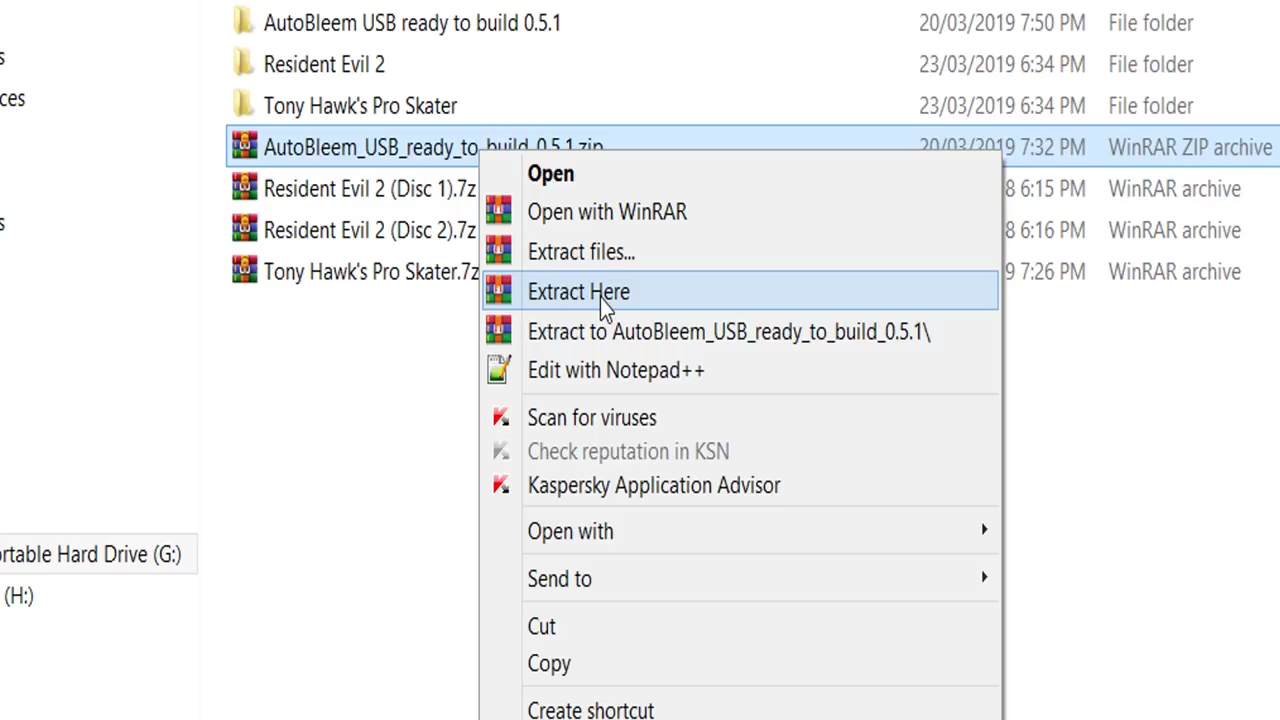 AutoBleem USB ready to build 0.5.1 20/03/2019 7:50 PM File folder
Resident Evil 2 23/03/2019 6:34 PM File folder
ces Tony Hawk's Pro Skater 23/03/2019 6:34 PM File folder
AutoBleem_USB_ready_to_build_0.5.1.zip 20/03/2019 7:32 PM WinRAR ZIP archive
Open
Resident Evil 2 (Disc 1).7z 8 6:15 PM WinRAR archive
Open with WinRAR
s Resident Evil 2 (Disc 2).7z 8 6:16 PM WinRAR archive
Extract files...
Tony Hawk's Pro Skater.7z 9 7:26 PM WinRAR archive
Extract Here
Extract to AutoBleem_USB_ready_to_build_0.5.1\
Edit with Notepad++
Scan for viruses
Check reputation in KSN
Kaspersky Application Advisor
Open with
ortable Hard Drive (G:)
Send to
(H:)
Cut
Copy
Create shortcut